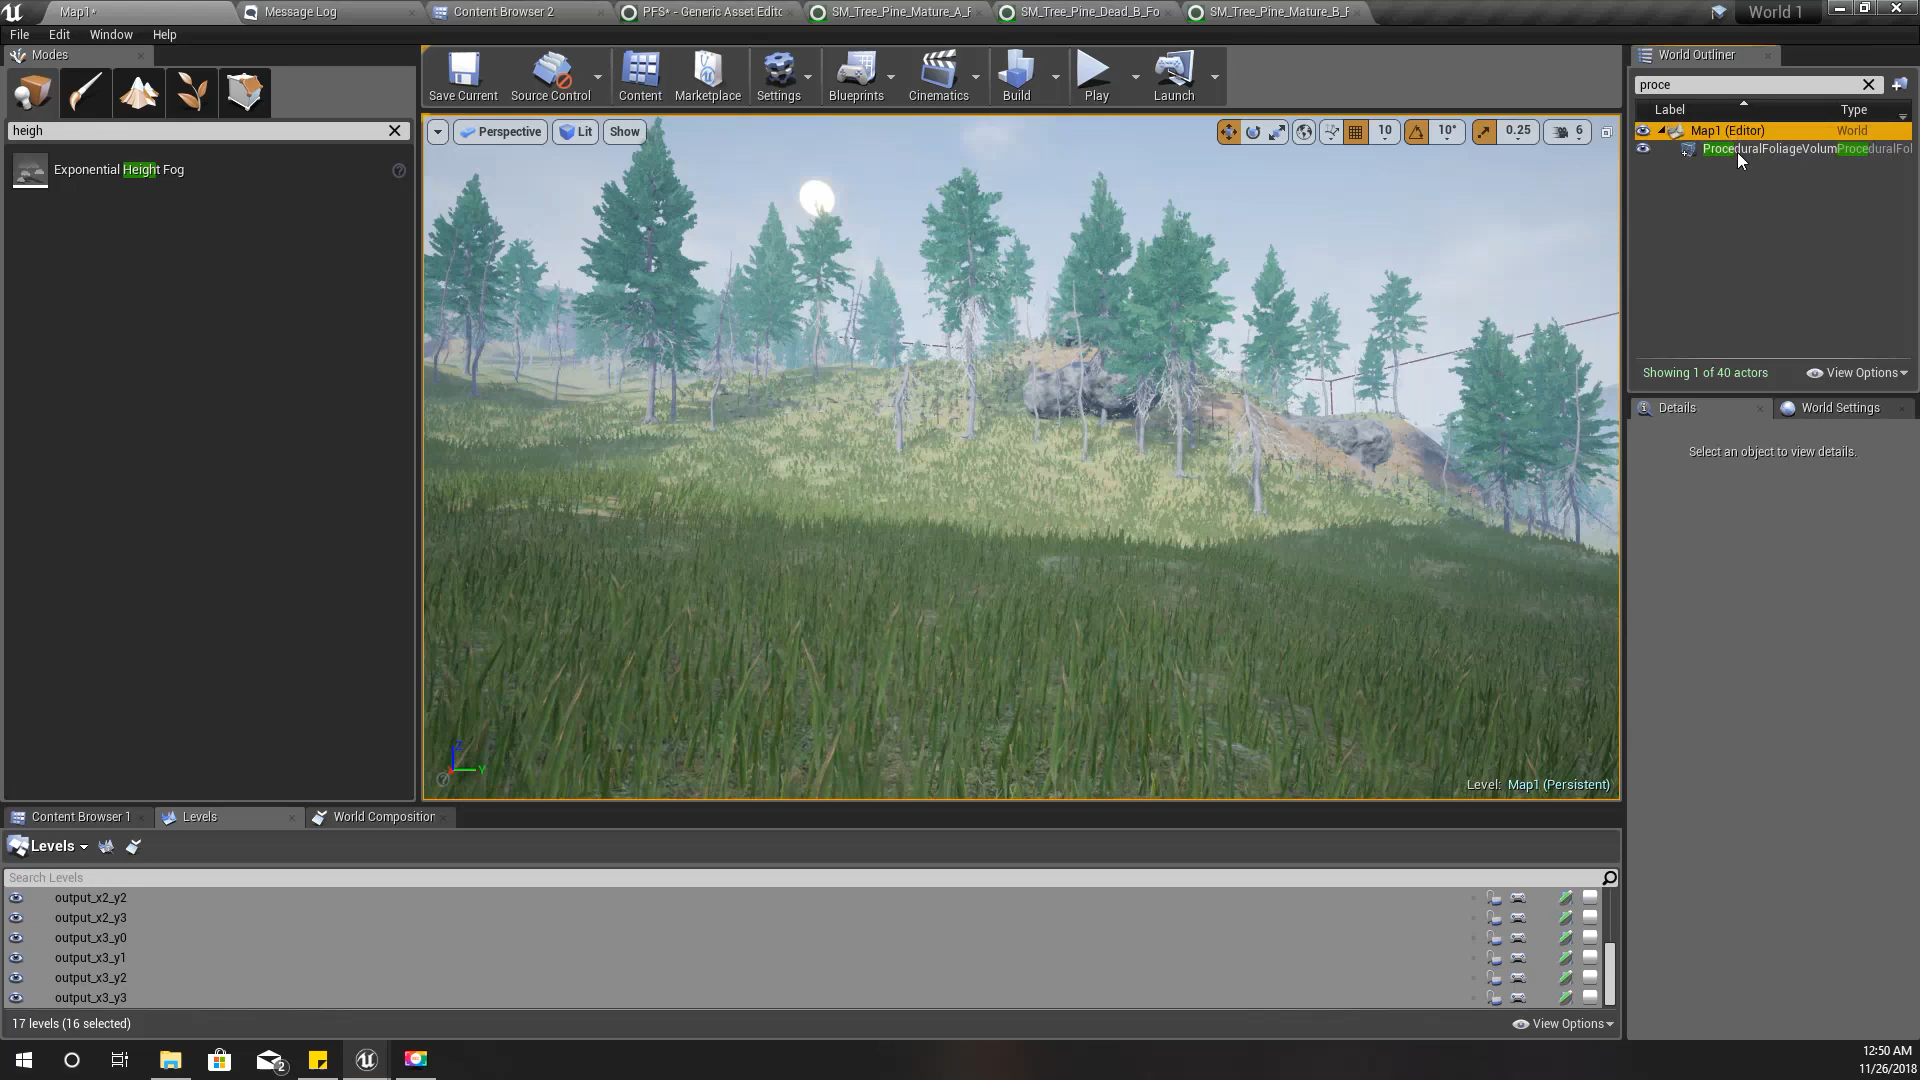 Map1*
Message Log
Content Browser 2
PFS* - Generic Asset Edito
SM_Tree_Pine_Mature_A_F
SM_Tree_Pine_Dead_B_Fo
SM_Tree_Pine_Mature_B_F
World 1
File Edit Window Help
Modes
heigh
Exponential Height Fog
Save Current
Source Control
Content
Marketplace
Settings
Blueprints
Cinematics
Build
Play
Launch
Perspective
Lit
Show
10
10°
0.25
6
Z
Y
Level: Map1 (Persistent)
World Outliner
proce
Label
Type
Map1 (Editor) World
ProceduralFoliageVolum ProceduralFol
Showing 1 of 40 actors
View Options
Details
World Settings
Select an object to view details.
Content Browser 1
Levels
World Composition
Levels
Search Levels
output_x2_y2
output_x2_y3
output_x3_y0
output_x3_y1
output_x3_y2
output_x3_y3
17 levels (16 selected)
View Options
2
12:50 AM
11/26/2018